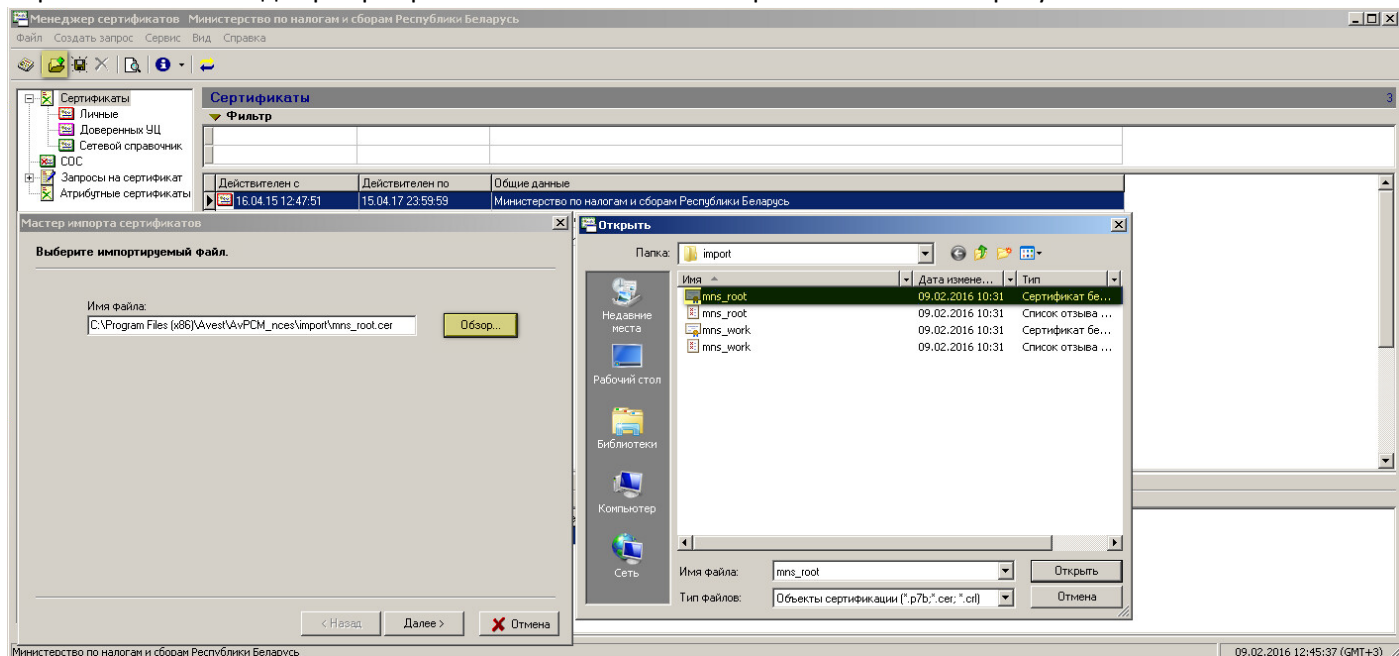 Менеджер сертификатов Министерство по налогам и сборам Республики Беларусь
Файл Создать запрос Сервис Вид Справка
Сертификаты
Личные
Доверенных УЦ
Сетевой справочник
СОС
Запросы на сертификат
Атрибутные сертификаты
Сертификаты 3
Фильтр
Действителен с Действителен по Общие данные
16.04.15 12:47:51 15.04.17 23:59:59 Министерство по налогам и сборам Республики Беларусь
Мастер импорта сертификатов
Выберите импортируемый файл.
Имя файла:
C:\Program Files (x86)\Avest\AvPCM_nces\import\mns_root.cer Обзор...
< Назад Далее > Отмена
Открыть
Папка: import
Имя Дата измене... Тип
mns_root 09.02.2016 10:31 Сертификат бе...
mns_root 09.02.2016 10:31 Список отзыва ...
mns_work 09.02.2016 10:31 Сертификат бе...
mns_work 09.02.2016 10:31 Список отзыва ...
Недавние места
Рабочий стол
Библиотеки
Компьютер
Сеть
Имя файла: mns_root Открыть
Тип файлов: Объекты сертификации (*.p7b;*.cer; *.crl) Отмена
Министерство по налогам и сборам Республики Беларусь 09.02.2016 12:45:37 (GMT+3)